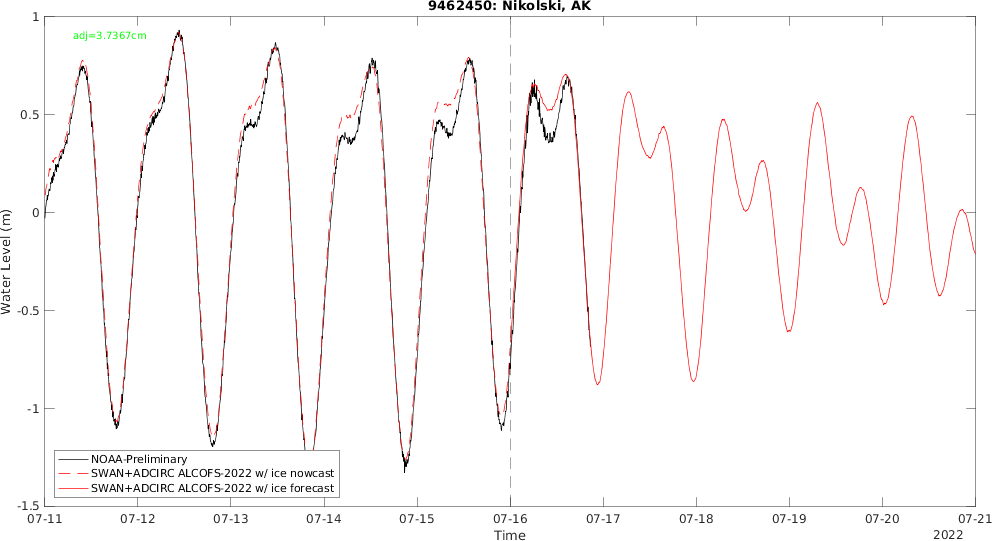 9462450: Nikolski, AK
adj=3.7367cm
1
0.5
0
-0.5
-1
-1.5
Water Level (m)
NOAA-Preliminary
SWAN+ADCIRC ALCOFS-2022 w/ ice nowcast
SWAN+ADCIRC ALCOFS-2022 w/ ice forecast
07-11 07-12 07-13 07-14 07-15 07-16 07-17 07-18 07-19 07-20 07-21
Time
2022